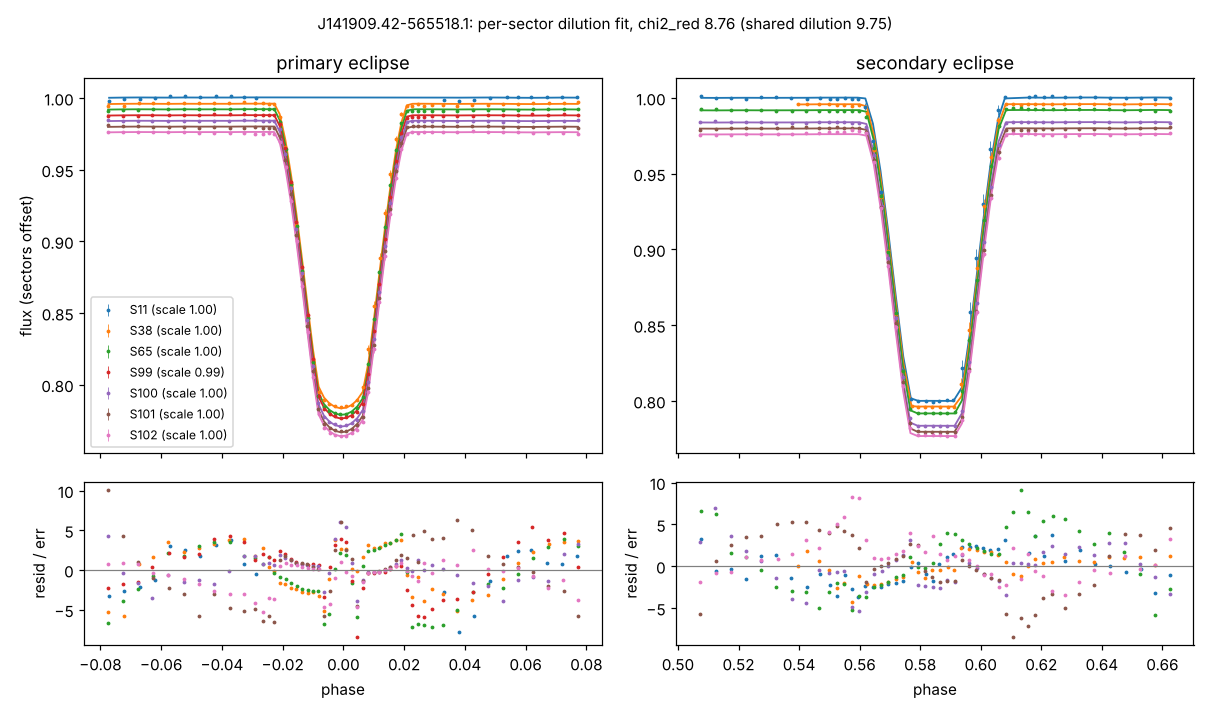 J141909.42-565518.1: per-sector dilution fit, chi2_red 8.76 (shared dilution 9.75)
primary eclipse
secondary eclipse
flux (sectors offset)
1.00
0.95
0.90
0.85
0.80
S11 (scale 1.00)
S38 (scale 1.00)
S65 (scale 1.00)
S99 (scale 0.99)
S100 (scale 1.00)
S101 (scale 1.00)
S102 (scale 1.00)
1.00
0.95
0.90
0.85
0.80
resid / err
10
5
0
−5
−0.08 −0.06 −0.04 −0.02 0.00 0.02 0.04 0.06 0.08
phase
resid / err
10
5
0
−5
0.50 0.52 0.54 0.56 0.58 0.60 0.62 0.64 0.66
phase